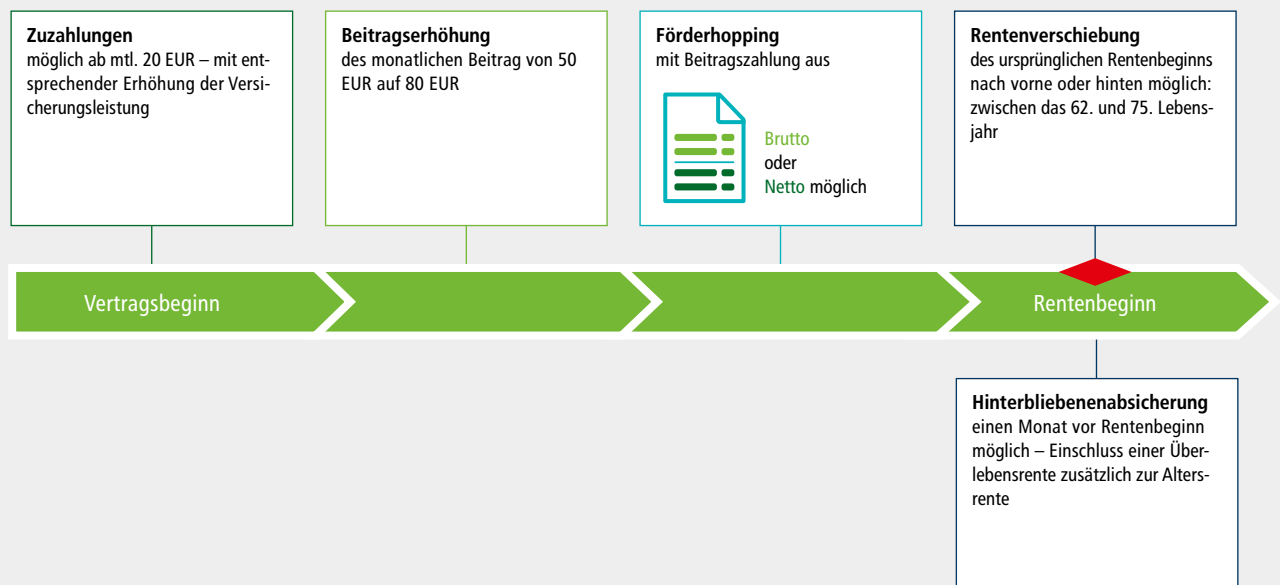 Zuzahlungen
möglich ab mtl. 20 EUR – mit ent-
sprechender Erhöhung der Versi-
cherungsleistung
Beitragserhöhung
des monatlichen Beitrag von 50
EUR auf 80 EUR
Förderhopping
mit Beitragszahlung aus
Brutto
oder
Netto möglich
Rentenverschiebung
des ursprünglichen Rentenbeginns
nach vorne oder hinten möglich:
zwischen das 62. und 75. Lebens-
jahr
Vertragsbeginn
Rentenbeginn
Hinterbliebenenabsicherung
einen Monat vor Rentenbeginn
möglich – Einschluss einer Über-
lebensrente zusätzlich zur Alters-
rente